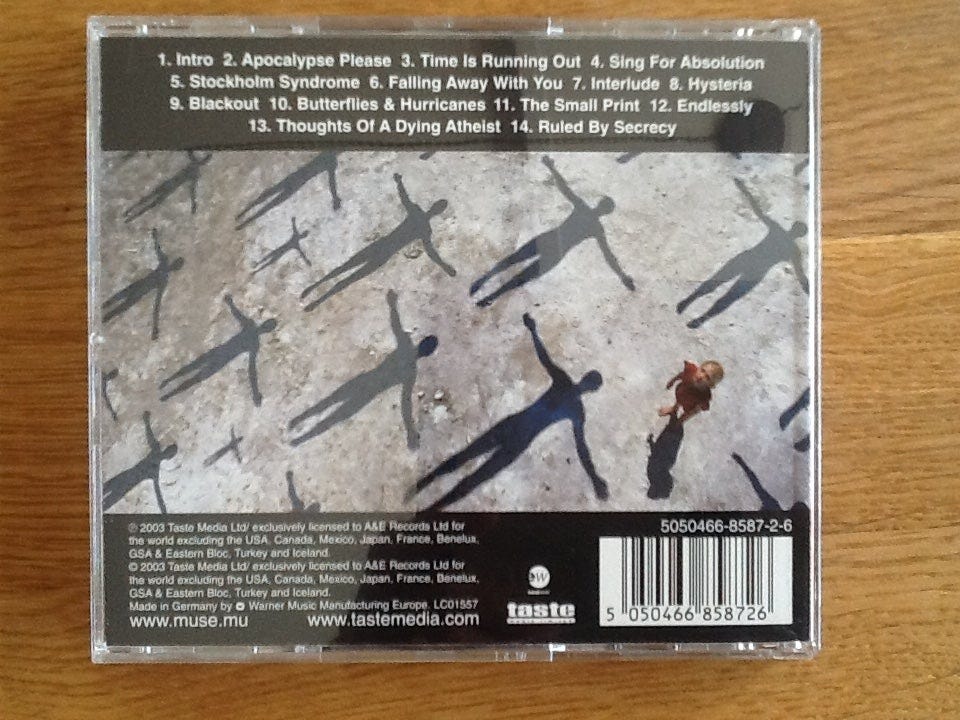 1. Intro 2. Apocalypse Please 3. Time Is Running Out 4. Sing For Absolution
5. Stockholm Syndrome 6. Falling Away With You 7. Interlude 8. Hysteria
9. Blackout 10. Butterflies & Hurricanes 11. The Small Print 12. Endlessly
13. Thoughts Of A Dying Atheist 14. Ruled By Secrecy
℗ 2003 Taste Media Ltd/ exclusively licensed to A&E Records Ltd for
the world excluding the USA, Canada, Mexico, Japan, France, Benelux,
GSA & Eastern Bloc, Turkey and Iceland.
© 2003 Taste Media Ltd/ exclusively licensed to A&E Records Ltd for
the world excluding the USA, Canada, Mexico, Japan, France, Benelux,
GSA & Eastern Bloc, Turkey and Iceland.
Made in Germany by Warner Music Manufacturing Europe. LC01557
www.muse.mu www.tastemedia.com
taste
5050466-8587-2-6
5 050466 858726